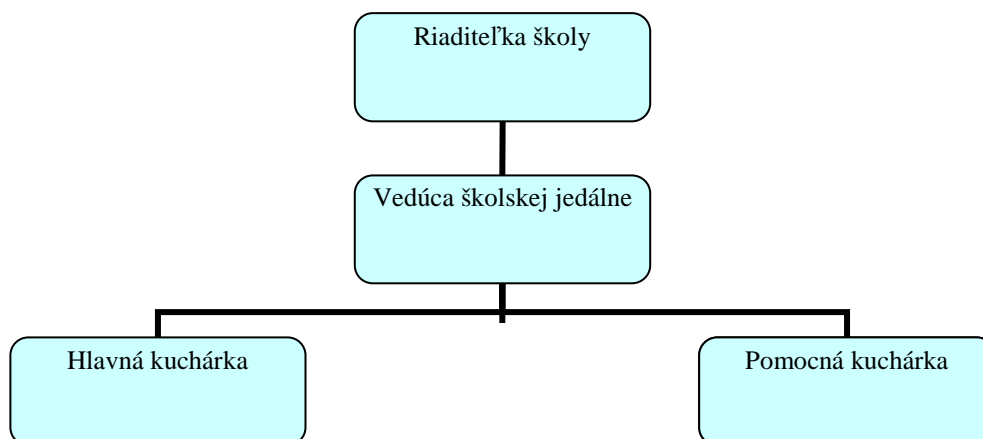 Riaditeľka školy
Vedúca školskej jedálne
Hlavná kuchárka
Pomocná kuchárka